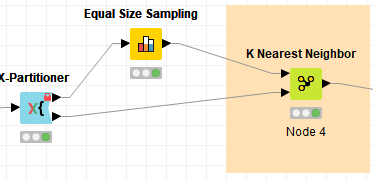 Equal Size Sampling
K Nearest Neighbor
X-Partitioner
Node 4